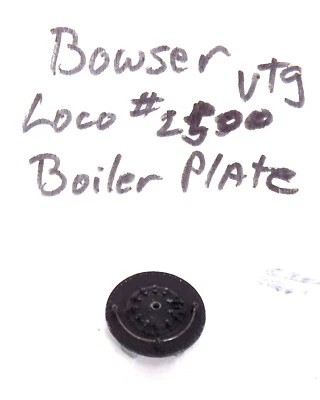 Bowser vtg
Loco # 2500
Boiler Plate